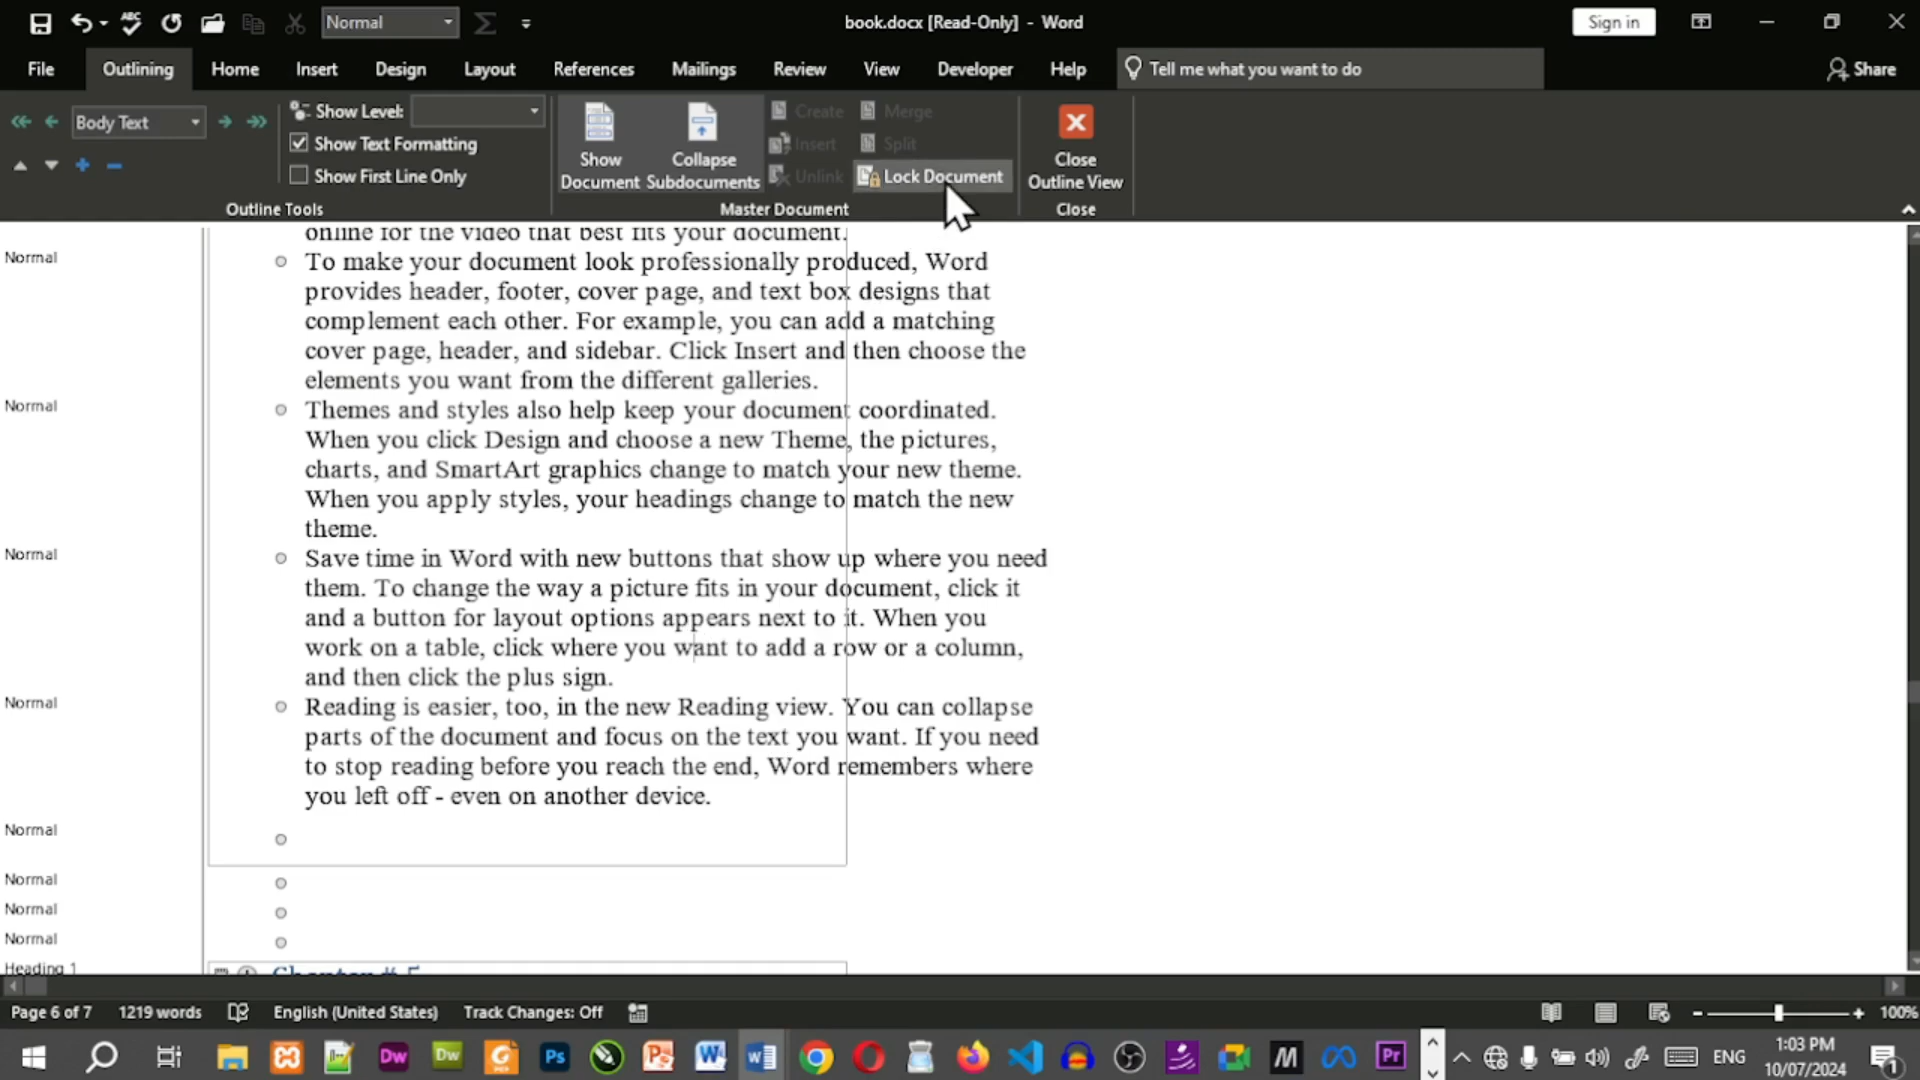 Normal
book.docx [Read-Only] - Word
Sign in
File
Outlining
Home
Insert
Design
Layout
References
Mailings
Review
View
Developer
Help
Tell me what you want to do
Share
Body Text
Show Level:
Show Text Formatting
Show First Line Only
Outline Tools
Show
Document
Collapse
Subdocuments
Create
Insert
Unlink
Merge
Split
Lock Document
Master Document
Close
Outline View
Close
online for the video that best fits your document.
Normal
To make your document look professionally produced, Word
provides header, footer, cover page, and text box designs that
complement each other. For example, you can add a matching
cover page, header, and sidebar. Click Insert and then choose the
elements you want from the different galleries.
Normal
Themes and styles also help keep your document coordinated.
When you click Design and choose a new Theme, the pictures,
charts, and SmartArt graphics change to match your new theme.
When you apply styles, your headings change to match the new
theme.
Normal
Save time in Word with new buttons that show up where you need
them. To change the way a picture fits in your document, click it
and a button for layout options appears next to it. When you
work on a table, click where you want to add a row or a column,
and then click the plus sign.
Normal
Reading is easier, too, in the new Reading view. You can collapse
parts of the document and focus on the text you want. If you need
to stop reading before you reach the end, Word remembers where
you left off - even on another device.
Normal
Normal
Normal
Normal
Heading 1
Chapter # 5
Page 6 of 7
1219 words
English (United States)
Track Changes: Off
100%
ENG
1:03 PM
10/07/2024